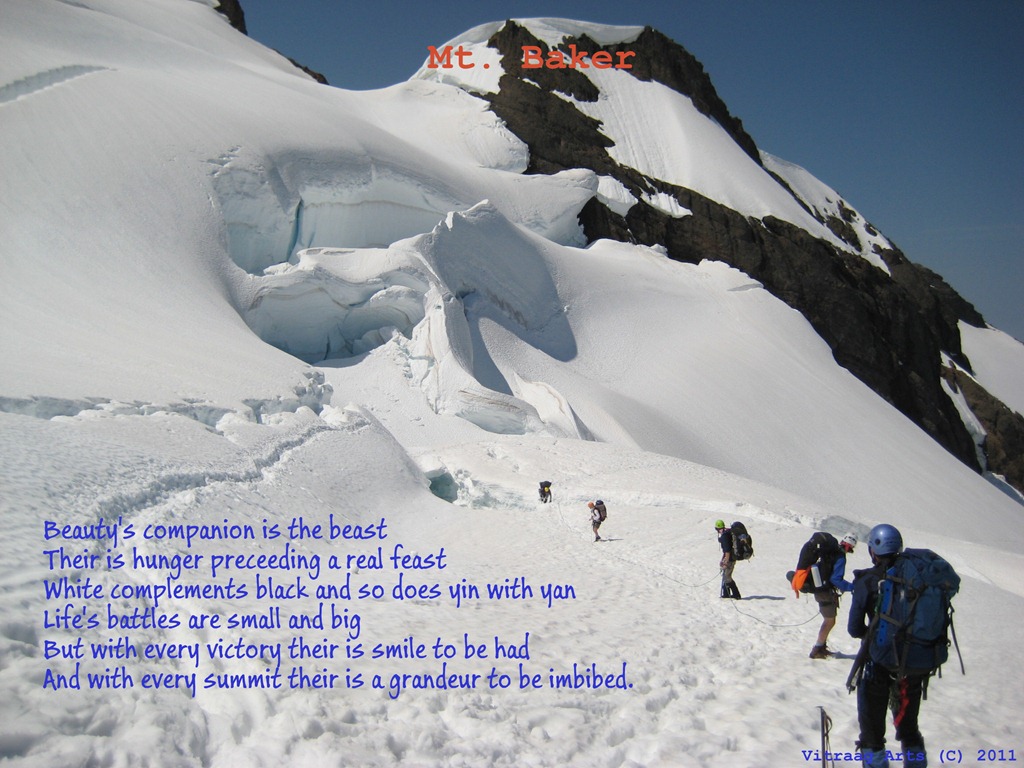 Mt. Baker
Beauty's companion is the beast
Their is hunger preceeding a real feast
White complements black and so does yin with yan
Life's battles are small and big
But with every victory their is smile to be had
And with every summit their is a grandeur to be imbibed.
Vitraag Arts (C) 2011